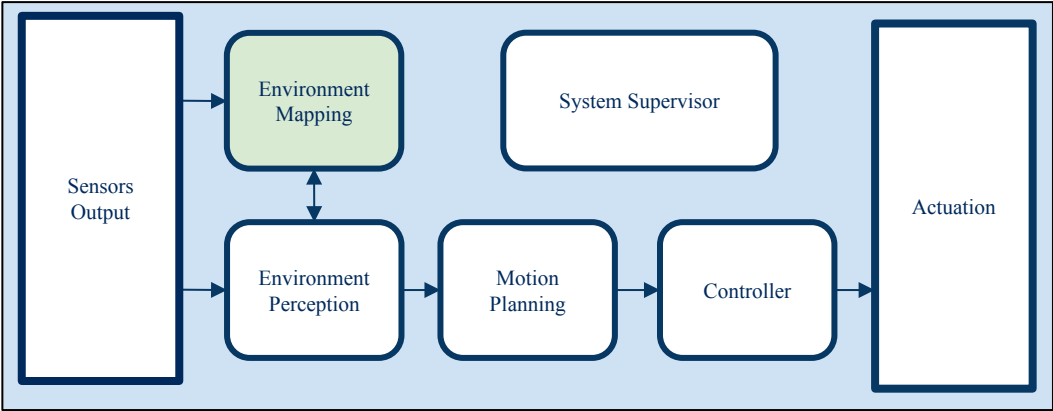 Sensors
Output
Environment
Mapping
System Supervisor
Environment
Perception
Motion
Planning
Controller
Actuation